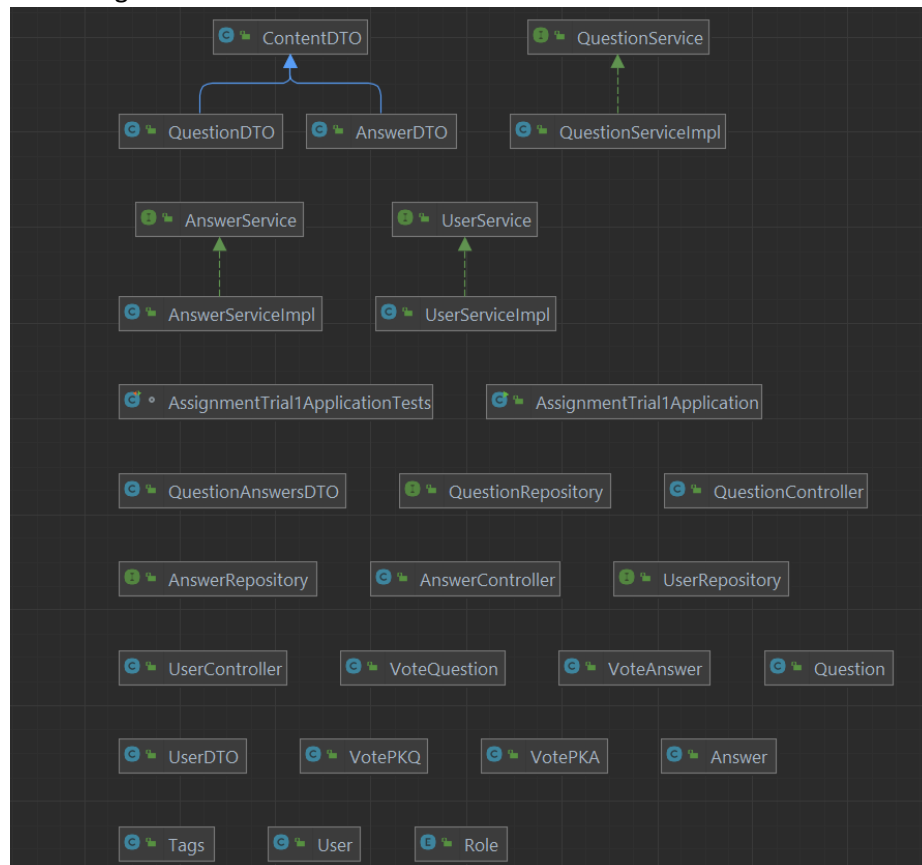 ContentDTO QuestionService
QuestionDTO AnswerDTO QuestionServiceImpl
AnswerService UserService
AnswerServiceImpl UserServiceImpl
AssignmentTrial1ApplicationTests AssignmentTrial1Application
QuestionAnswersDTO QuestionRepository QuestionController
AnswerRepository AnswerController UserRepository
UserController VoteQuestion VoteAnswer Question
UserDTO VotePKQ VotePKA Answer
Tags User Role